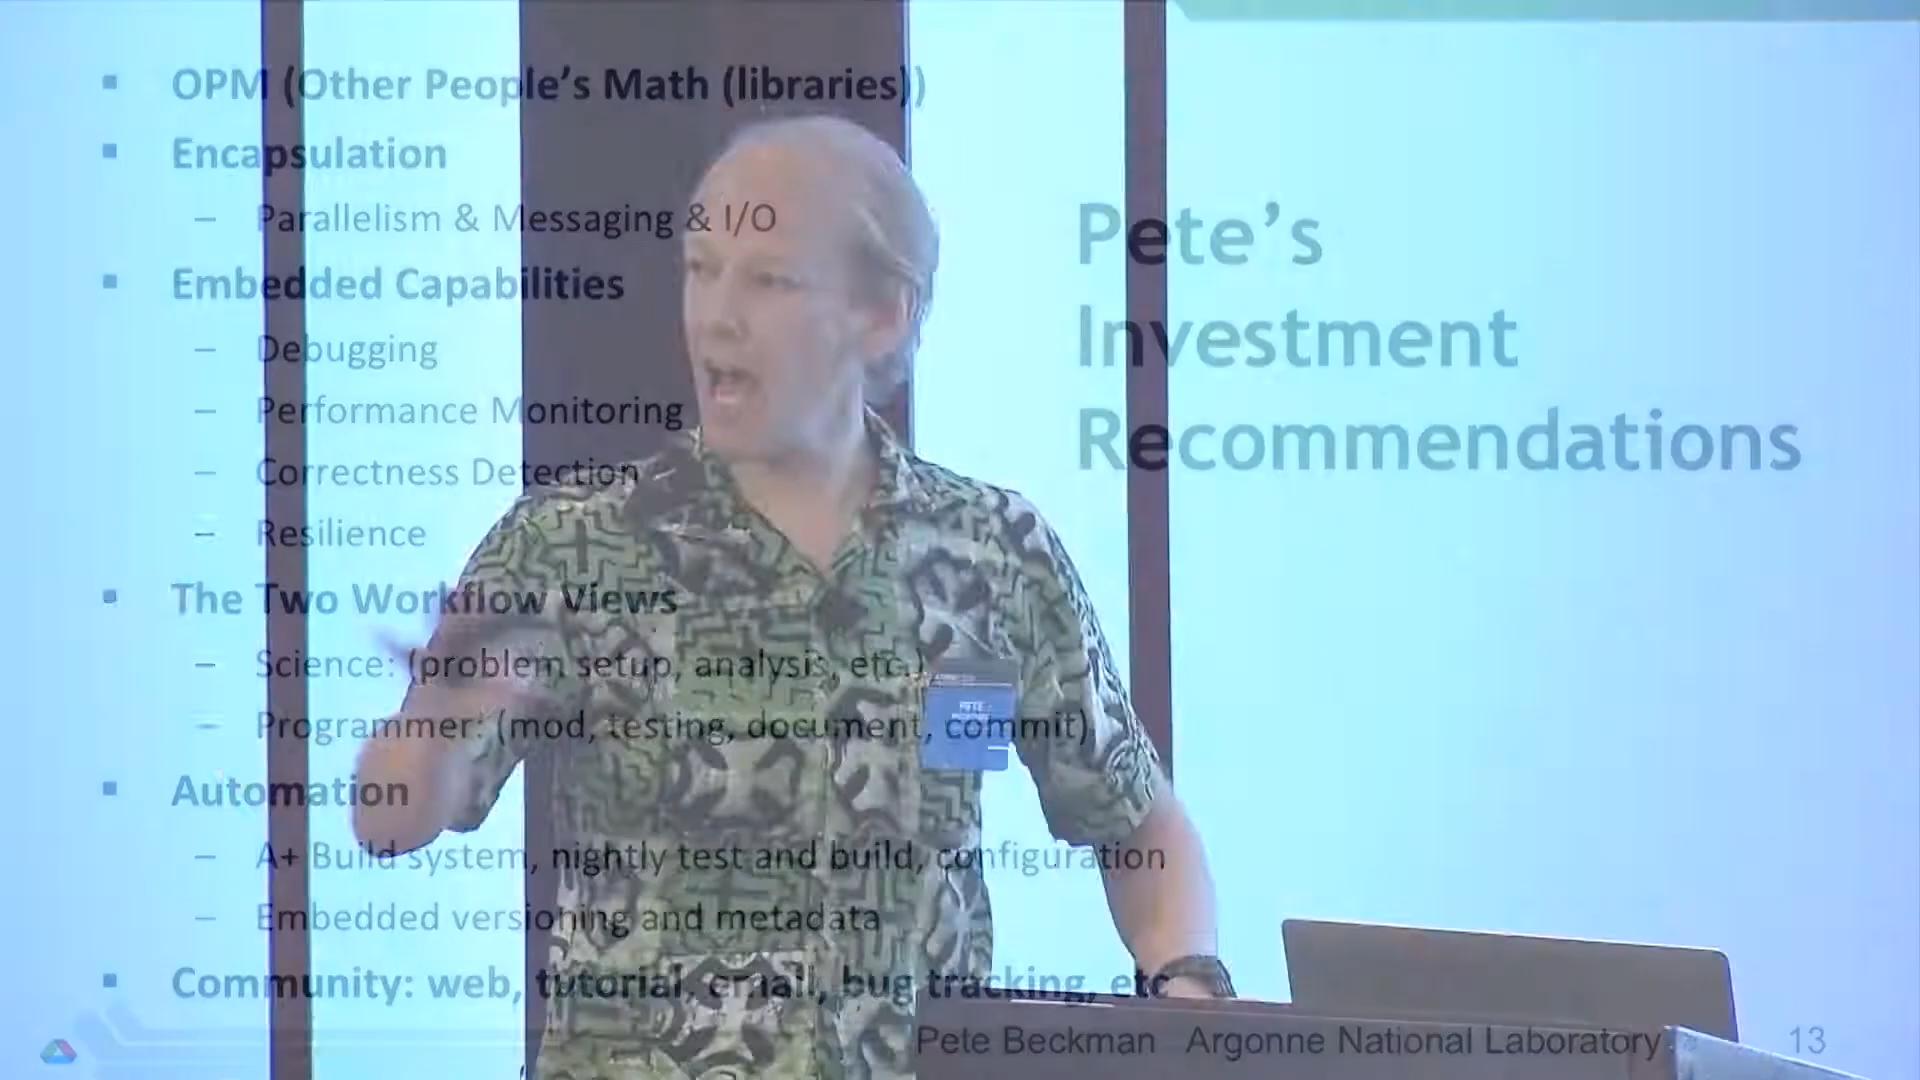 ▪ OPM (Other People's Math (libraries))
▪ Encapsulation
– Parallelism & Messaging & I/O
▪ Embedded Capabilities
– Debugging
– Performance Monitoring
– Correctness Detection
– Resilience
▪ The Two Workflow Views
– Science: (problem setup, analysis, etc.)
– Programmer: (mod, testing, document, commit)
▪ Automation
– A+ Build system, nightly test and build, configuration
– Embedded versioning and metadata
▪ Community: web, tutorial, email, bug tracking, etc
Pete's
Investment
Recommendations
PETE
Pete Beckman Argonne National Laboratory
13